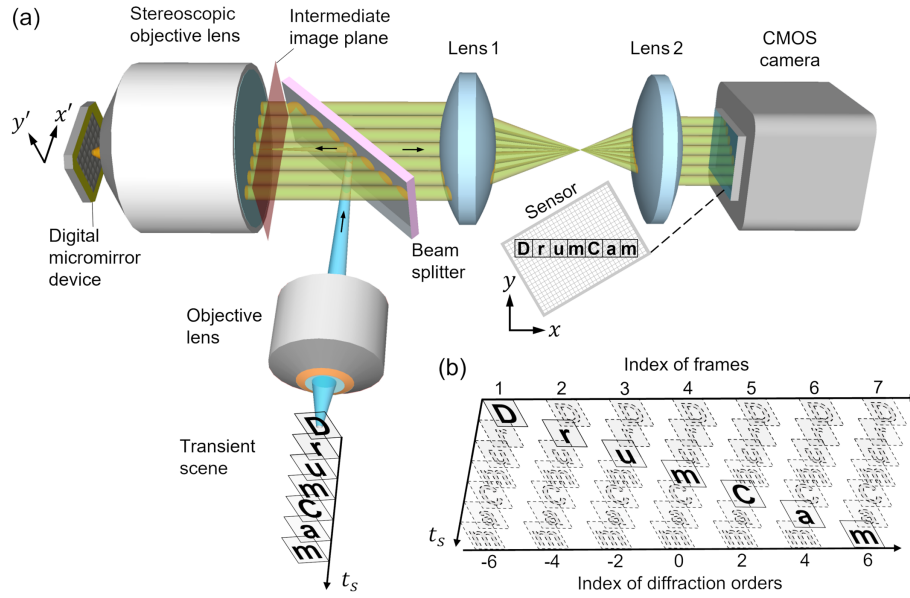 (a)
Stereoscopic
objective lens
Intermediate
image plane
Lens 1
Lens 2
CMOS
camera
y′
x′
Digital
micromirror
device
Beam
splitter
Sensor
D r u m C a m
y
x
Objective
lens
Transient
scene
D
r
u
m
C
a
m
t_s
(b)
Index of frames
1 2 3 4 5 6 7
D
r
u
m
C
a
m
t_s
-6 -4 -2 0 2 4 6
Index of diffraction orders